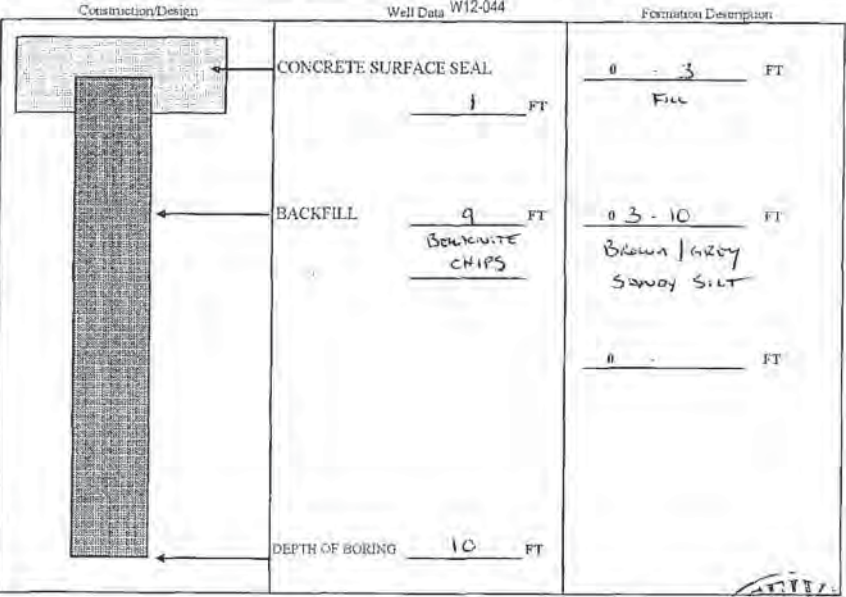 Construction/Design
Well Data W12-044
Formation Description
CONCRETE SURFACE SEAL
1 FT
0 - 3 FT
FILL
BACKFILL 9 FT
BENTONITE
CHIPS
0 3 - 10 FT
BROWN / GREY
SANDY SILT
0 - FT
DEPTH OF BORING 10 FT